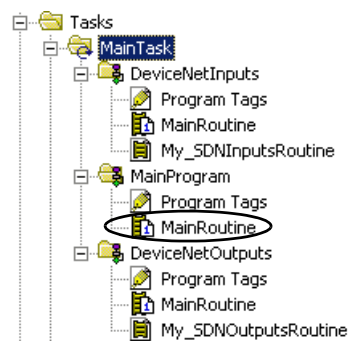 Tasks
MainTask
DeviceNetInputs
Program Tags
MainRoutine
My_SDNInputsRoutine
MainProgram
Program Tags
MainRoutine
DeviceNetOutputs
Program Tags
MainRoutine
My_SDNOutputsRoutine